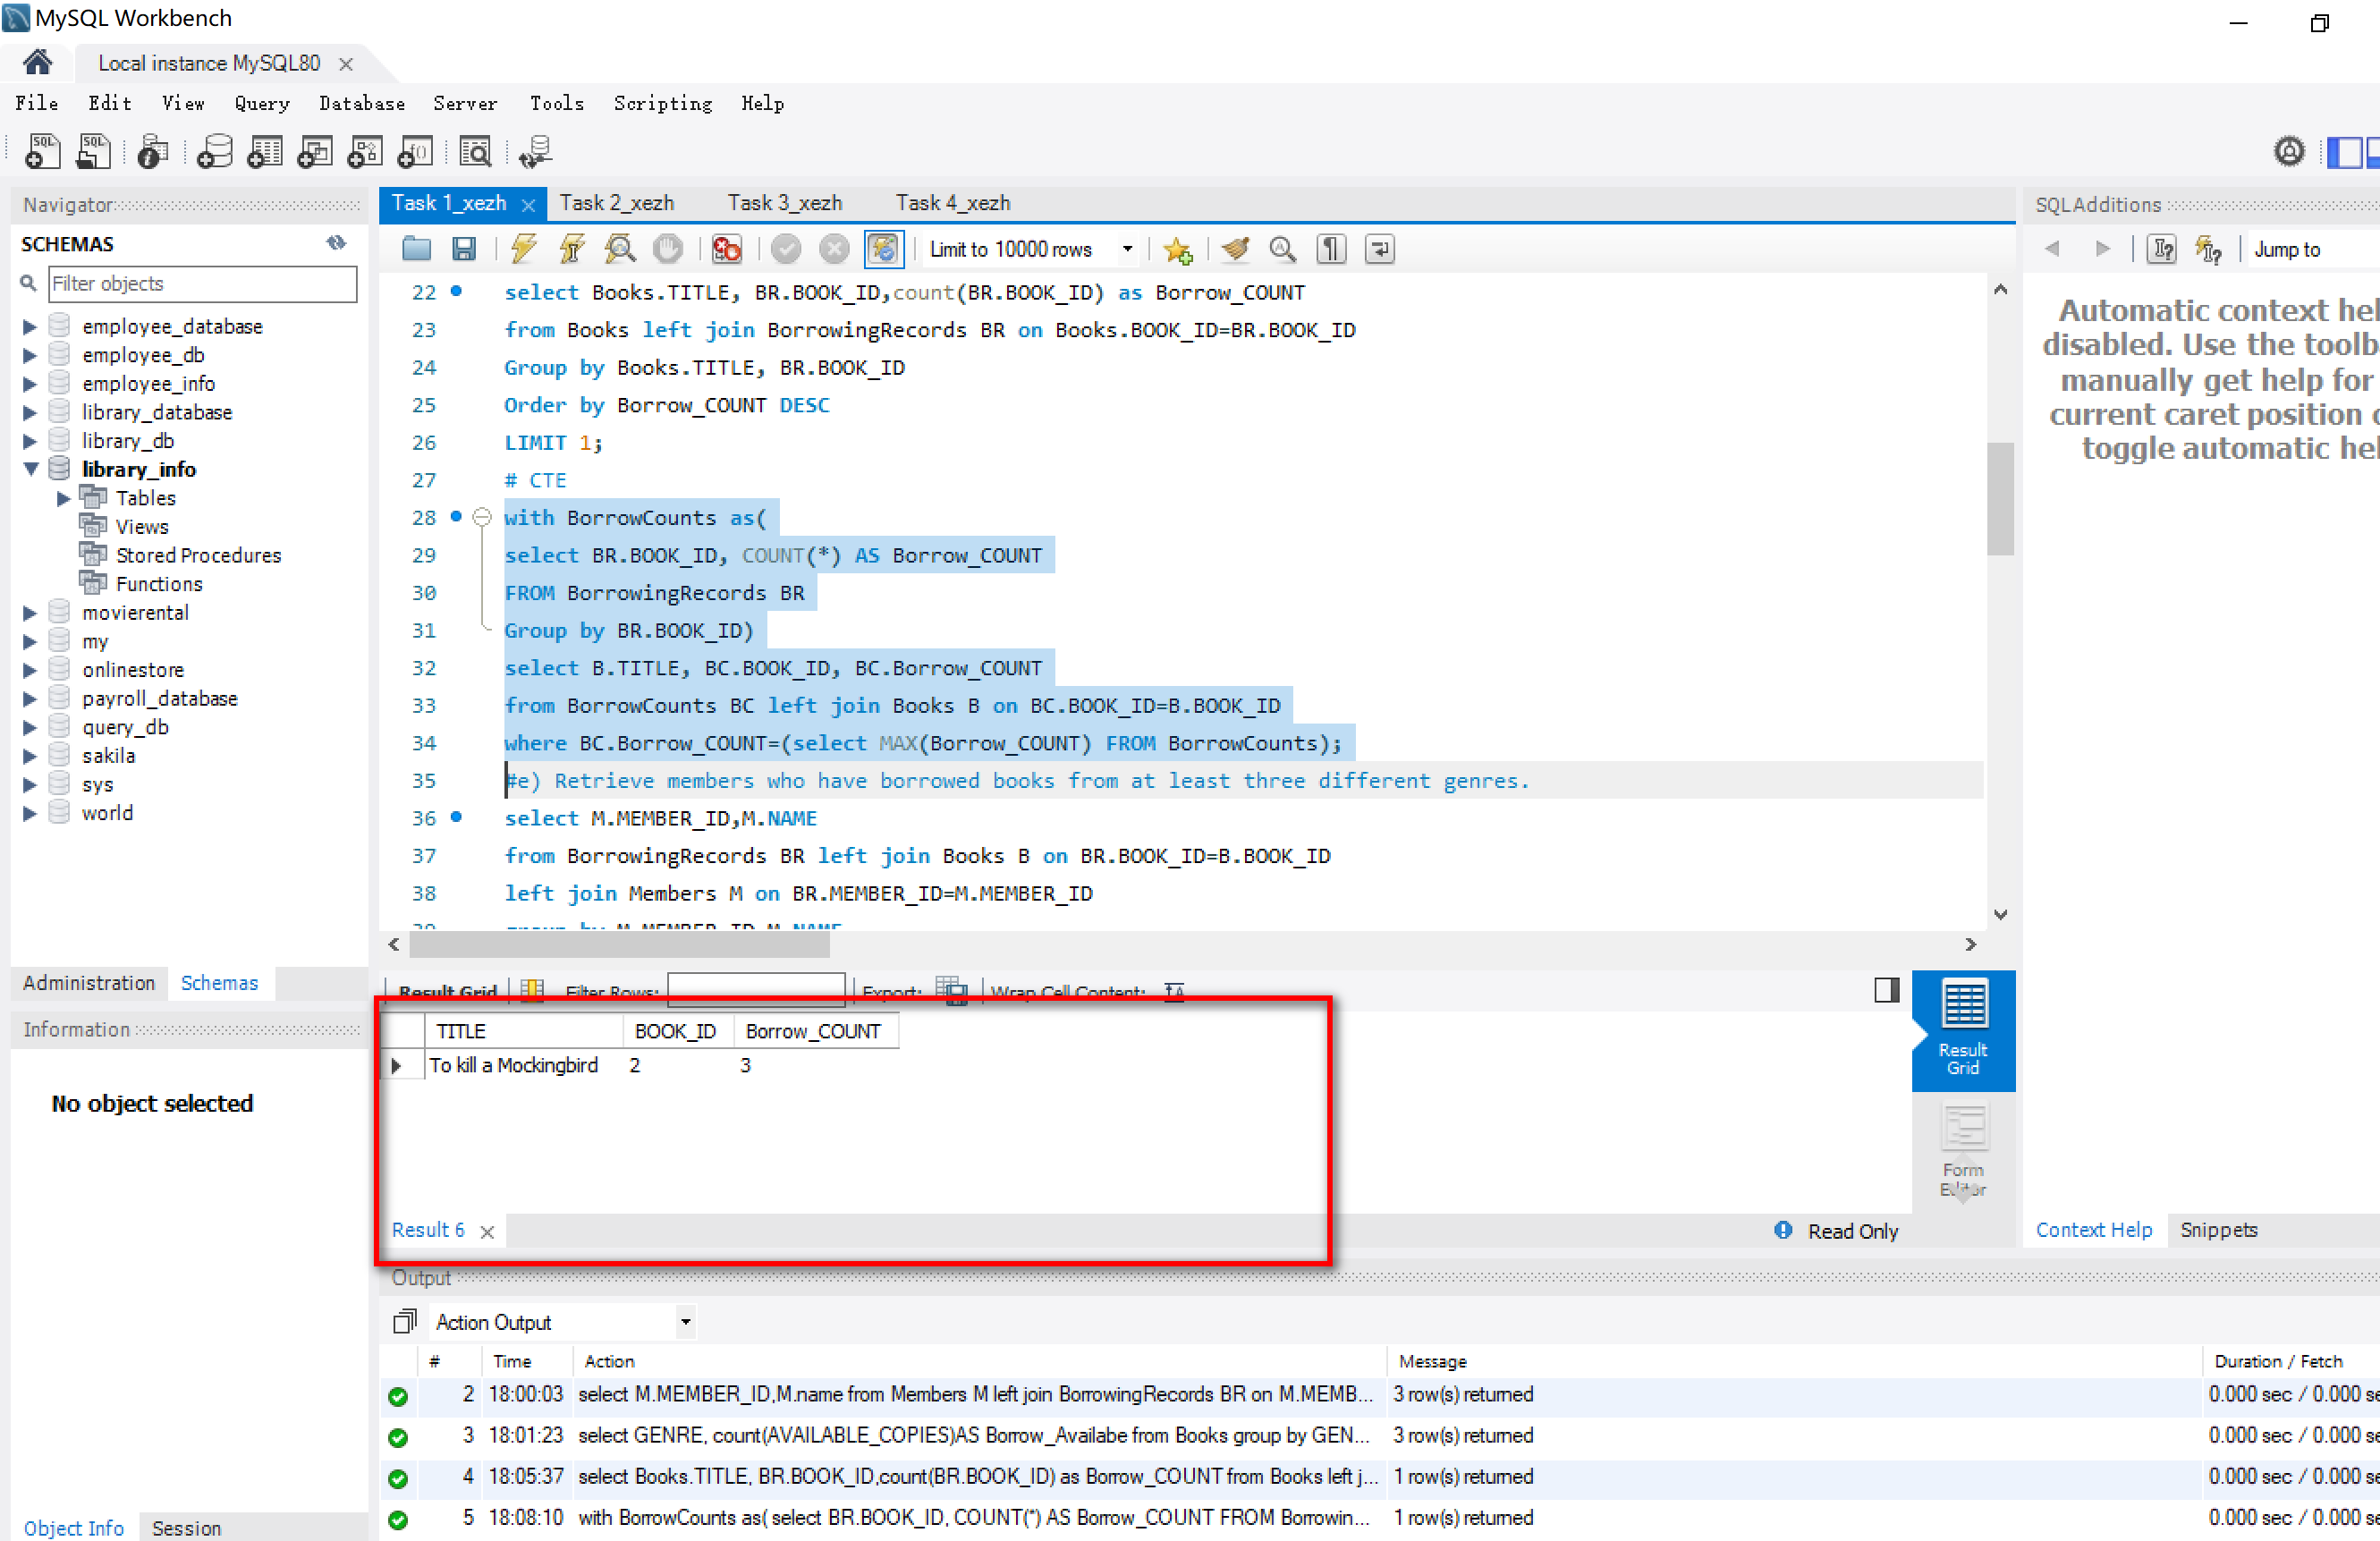 MySQL Workbench
Local instance MySQL80
File Edit View Query Database Server Tools Scripting Help
Navigator
SCHEMAS
Filter objects
employee_database
employee_db
employee_info
library_database
library_db
library_info
Tables
Views
Stored Procedures
Functions
movierental
my
onlinestore
payroll_database
query_db
sakila
sys
world
Administration Schemas
Information
No object selected
Object Info Session
Task 1_xezh Task 2_xezh Task 3_xezh Task 4_xezh
Limit to 10000 rows
22 select Books.TITLE, BR.BOOK_ID,count(BR.BOOK_ID) as Borrow_COUNT
23 from Books left join BorrowingRecords BR on Books.BOOK_ID=BR.BOOK_ID
24 Group by Books.TITLE, BR.BOOK_ID
25 Order by Borrow_COUNT DESC
26 LIMIT 1;
27 # CTE
28 with BorrowCounts as(
29 select BR.BOOK_ID, COUNT(*) AS Borrow_COUNT
30 FROM BorrowingRecords BR
31 Group by BR.BOOK_ID)
32 select B.TITLE, BC.BOOK_ID, BC.Borrow_COUNT
33 from BorrowCounts BC left join Books B on BC.BOOK_ID=B.BOOK_ID
34 where BC.Borrow_COUNT=(select MAX(Borrow_COUNT) FROM BorrowCounts);
35 #e) Retrieve members who have borrowed books from at least three different genres.
36 select M.MEMBER_ID,M.NAME
37 from BorrowingRecords BR left join Books B on BR.BOOK_ID=B.BOOK_ID
38 left join Members M on BR.MEMBER_ID=M.MEMBER_ID
39 group by M.MEMBER_ID,M.NAME
Result Grid Filter Rows: Export: Wrap Cell Content:
TITLE BOOK_ID Borrow_COUNT
To kill a Mockingbird 2 3
Result 6
Read Only
Result
Grid
Form
Editor
SQLAdditions
Jump to
Automatic context hel
disabled. Use the toolb
manually get help for
current caret position
toggle automatic hel
Context Help Snippets
Output
Action Output
# Time Action Message Duration / Fetch
2 18:00:03 select M.MEMBER_ID,M.name from Members M left join BorrowingRecords BR on M.MEMB... 3 row(s) returned 0.000 sec / 0.000 se
3 18:01:23 select GENRE, count(AVAILABLE_COPIES)AS Borrow_Availabe from Books group by GEN... 3 row(s) returned 0.000 sec / 0.000 se
4 18:05:37 select Books.TITLE, BR.BOOK_ID,count(BR.BOOK_ID) as Borrow_COUNT from Books left j... 1 row(s) returned 0.000 sec / 0.000 se
5 18:08:10 with BorrowCounts as( select BR.BOOK_ID, COUNT(*) AS Borrow_COUNT FROM Borrowin... 1 row(s) returned 0.000 sec / 0.000 se